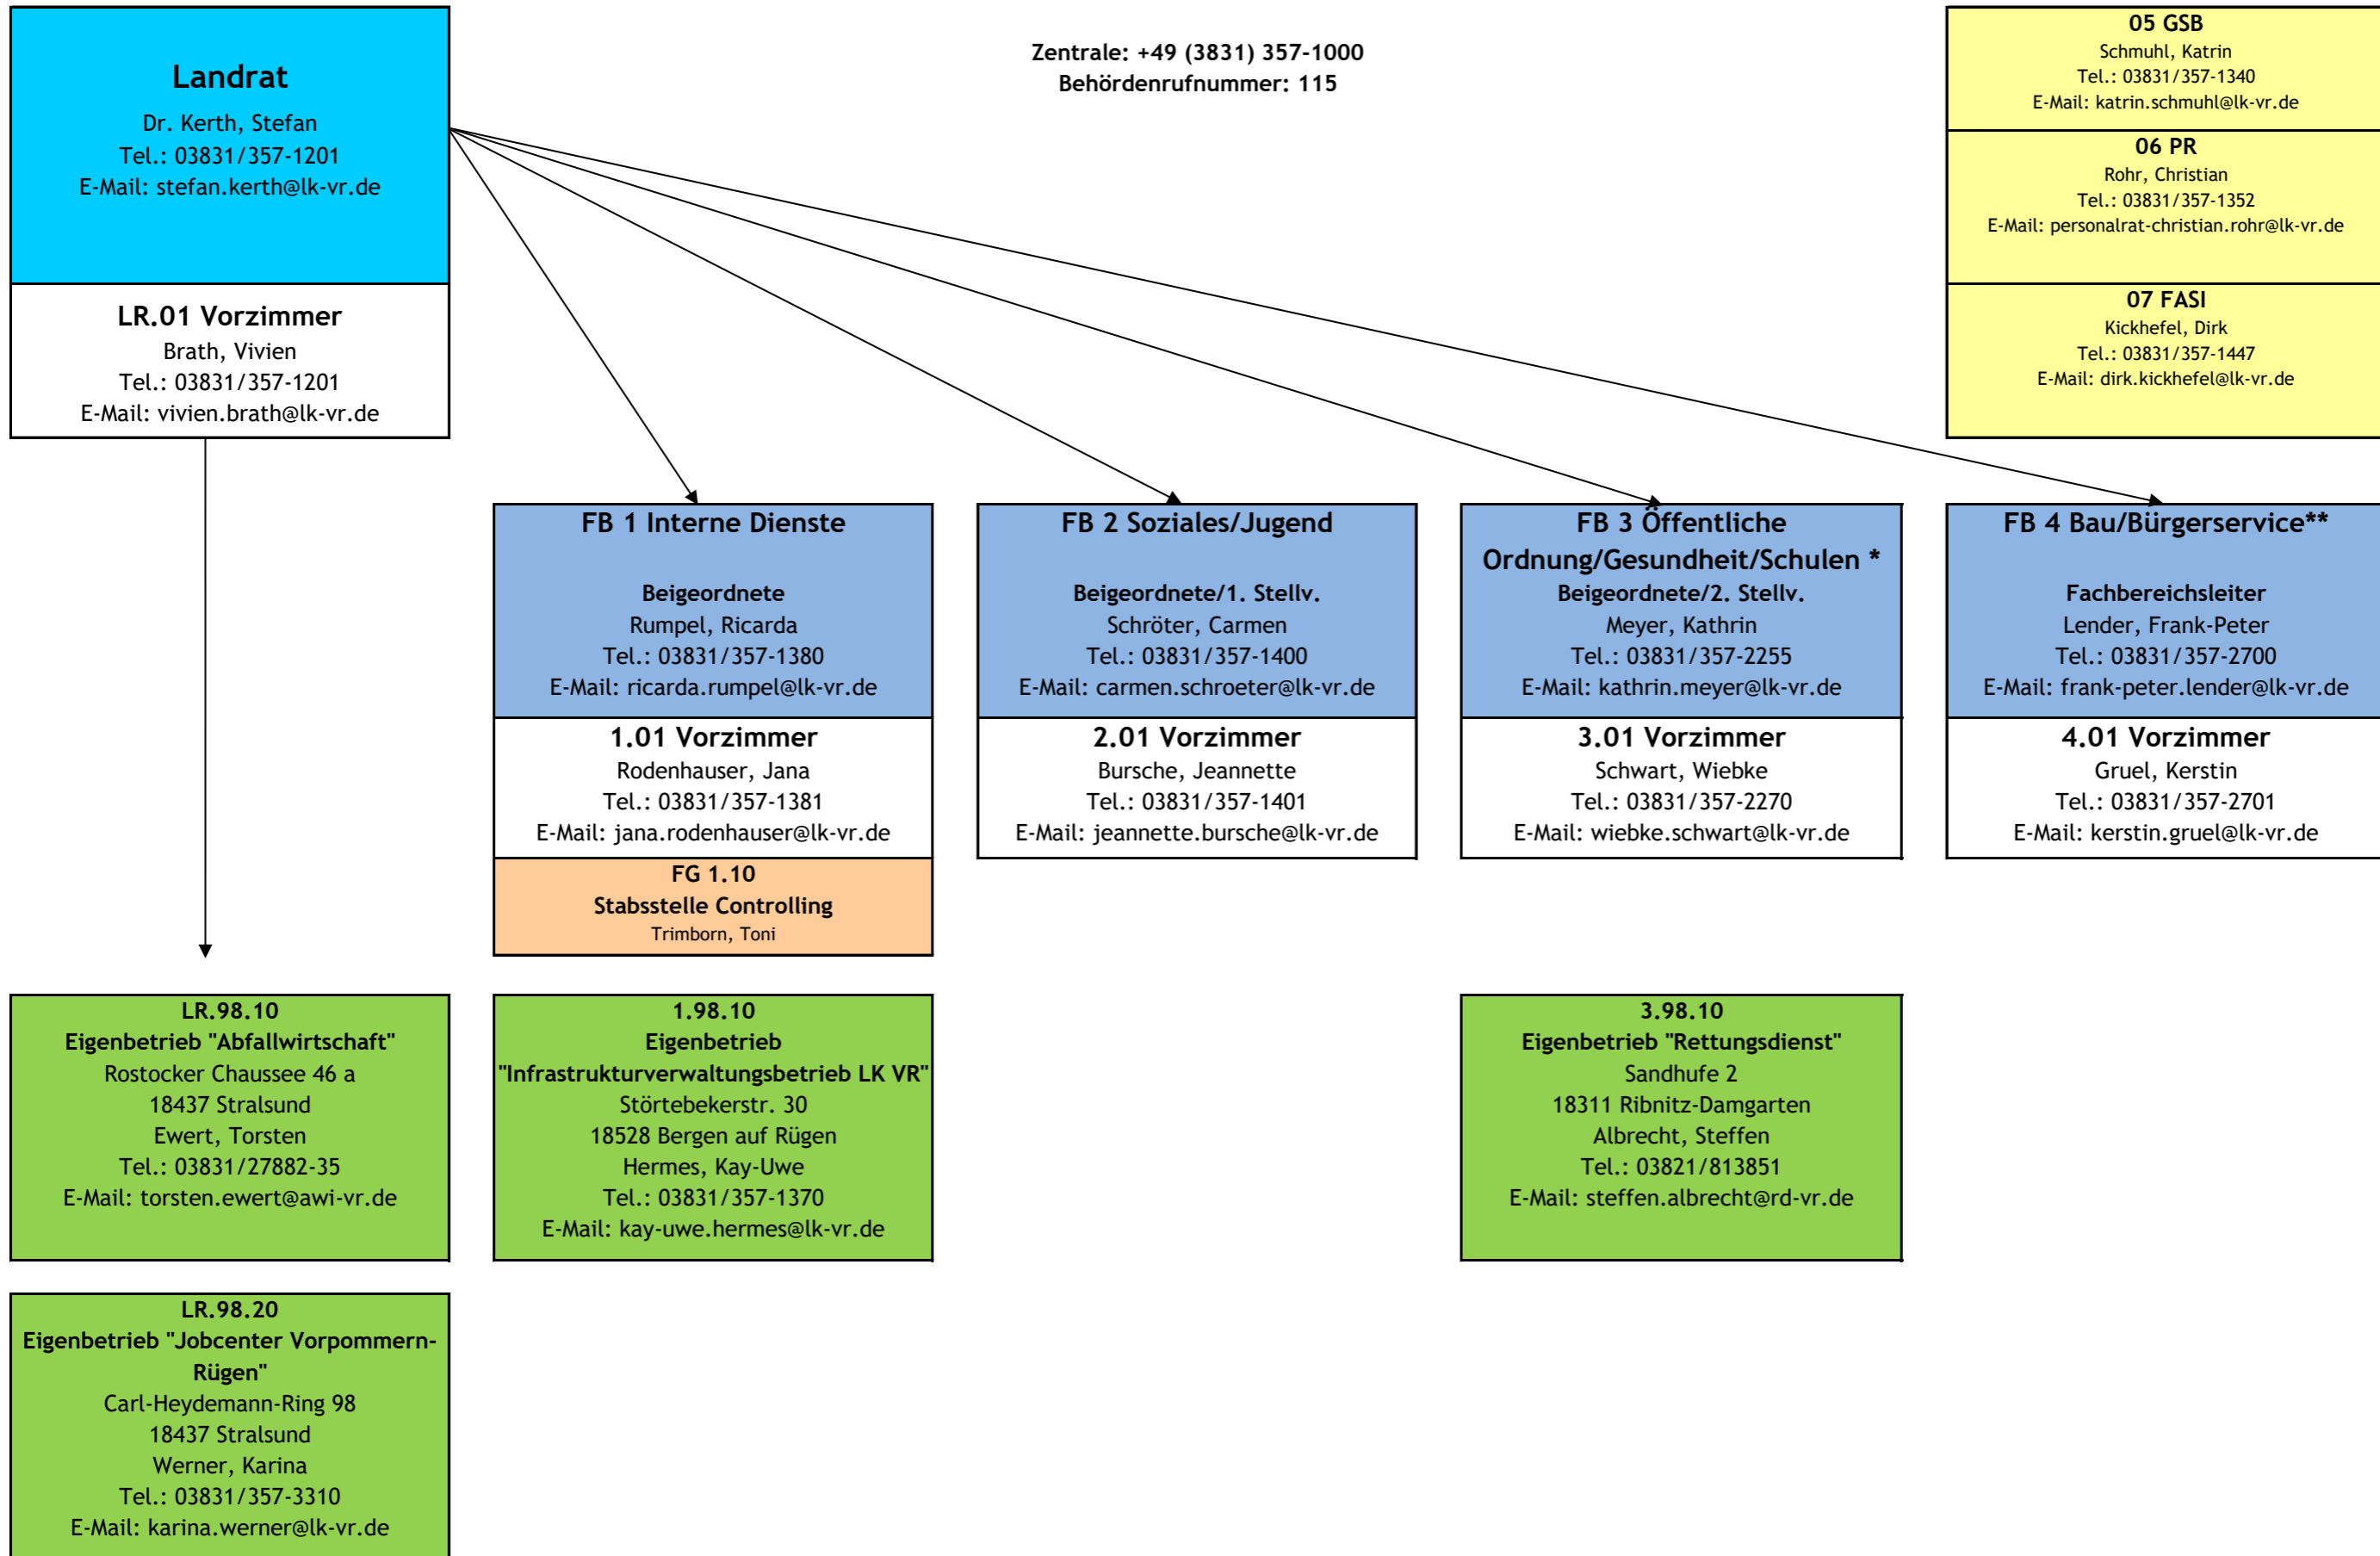 Landrat
Dr. Kerth, Stefan
Tel.: 03831/357-1201
E-Mail: stefan.kerth@lk-vr.de
LR.01 Vorzimmer
Brath, Vivien
Tel.: 03831/357-1201
E-Mail: vivien.brath@lk-vr.de
Zentrale: +49 (3831) 357-1000
Behördenrufnummer: 115
05 GSB
Schmuhl, Katrin
Tel.: 03831/357-1340
E-Mail: katrin.schmuhl@lk-vr.de
06 PR
Rohr, Christian
Tel.: 03831/357-1352
E-Mail: personalrat-christian.rohr@lk-vr.de
07 FASI
Kickhefel, Dirk
Tel.: 03831/357-1447
E-Mail: dirk.kickhefel@lk-vr.de
FB 1 Interne Dienste
Beigeordnete
Rumpel, Ricarda
Tel.: 03831/357-1380
E-Mail: ricarda.rumpel@lk-vr.de
1.01 Vorzimmer
Rodenhauser, Jana
Tel.: 03831/357-1381
E-Mail: jana.rodenhauser@lk-vr.de
FG 1.10
Stabsstelle Controlling
Trimborn, Toni
FB 2 Soziales/Jugend
Beigeordnete/1. Stellv.
Schröter, Carmen
Tel.: 03831/357-1400
E-Mail: carmen.schroeter@lk-vr.de
2.01 Vorzimmer
Bursche, Jeannette
Tel.: 03831/357-1401
E-Mail: jeannette.bursche@lk-vr.de
FB 3 Öffentliche
Ordnung/Gesundheit/Schulen *
Beigeordnete/2. Stellv.
Meyer, Kathrin
Tel.: 03831/357-2255
E-Mail: kathrin.meyer@lk-vr.de
3.01 Vorzimmer
Schwart, Wiebke
Tel.: 03831/357-2270
E-Mail: wiebke.schwart@lk-vr.de
FB 4 Bau/Bürgerservice**
Fachbereichsleiter
Lender, Frank-Peter
Tel.: 03831/357-2700
E-Mail: frank-peter.lender@lk-vr.de
4.01 Vorzimmer
Gruel, Kerstin
Tel.: 03831/357-2701
E-Mail: kerstin.gruel@lk-vr.de
LR.98.10
Eigenbetrieb "Abfallwirtschaft"
Rostocker Chaussee 46 a
18437 Stralsund
Ewert, Torsten
Tel.: 03831/27882-35
E-Mail: torsten.ewert@awi-vr.de
1.98.10
Eigenbetrieb
"Infrastrukturverwaltungsbetrieb LK VR"
Störtebekerstr. 30
18528 Bergen auf Rügen
Hermes, Kay-Uwe
Tel.: 03831/357-1370
E-Mail: kay-uwe.hermes@lk-vr.de
3.98.10
Eigenbetrieb "Rettungsdienst"
Sandhufe 2
18311 Ribnitz-Damgarten
Albrecht, Steffen
Tel.: 03821/813851
E-Mail: steffen.albrecht@rd-vr.de
LR.98.20
Eigenbetrieb "Jobcenter Vorpommern-
Rügen"
Carl-Heydemann-Ring 98
18437 Stralsund
Werner, Karina
Tel.: 03831/357-3310
E-Mail: karina.werner@lk-vr.de